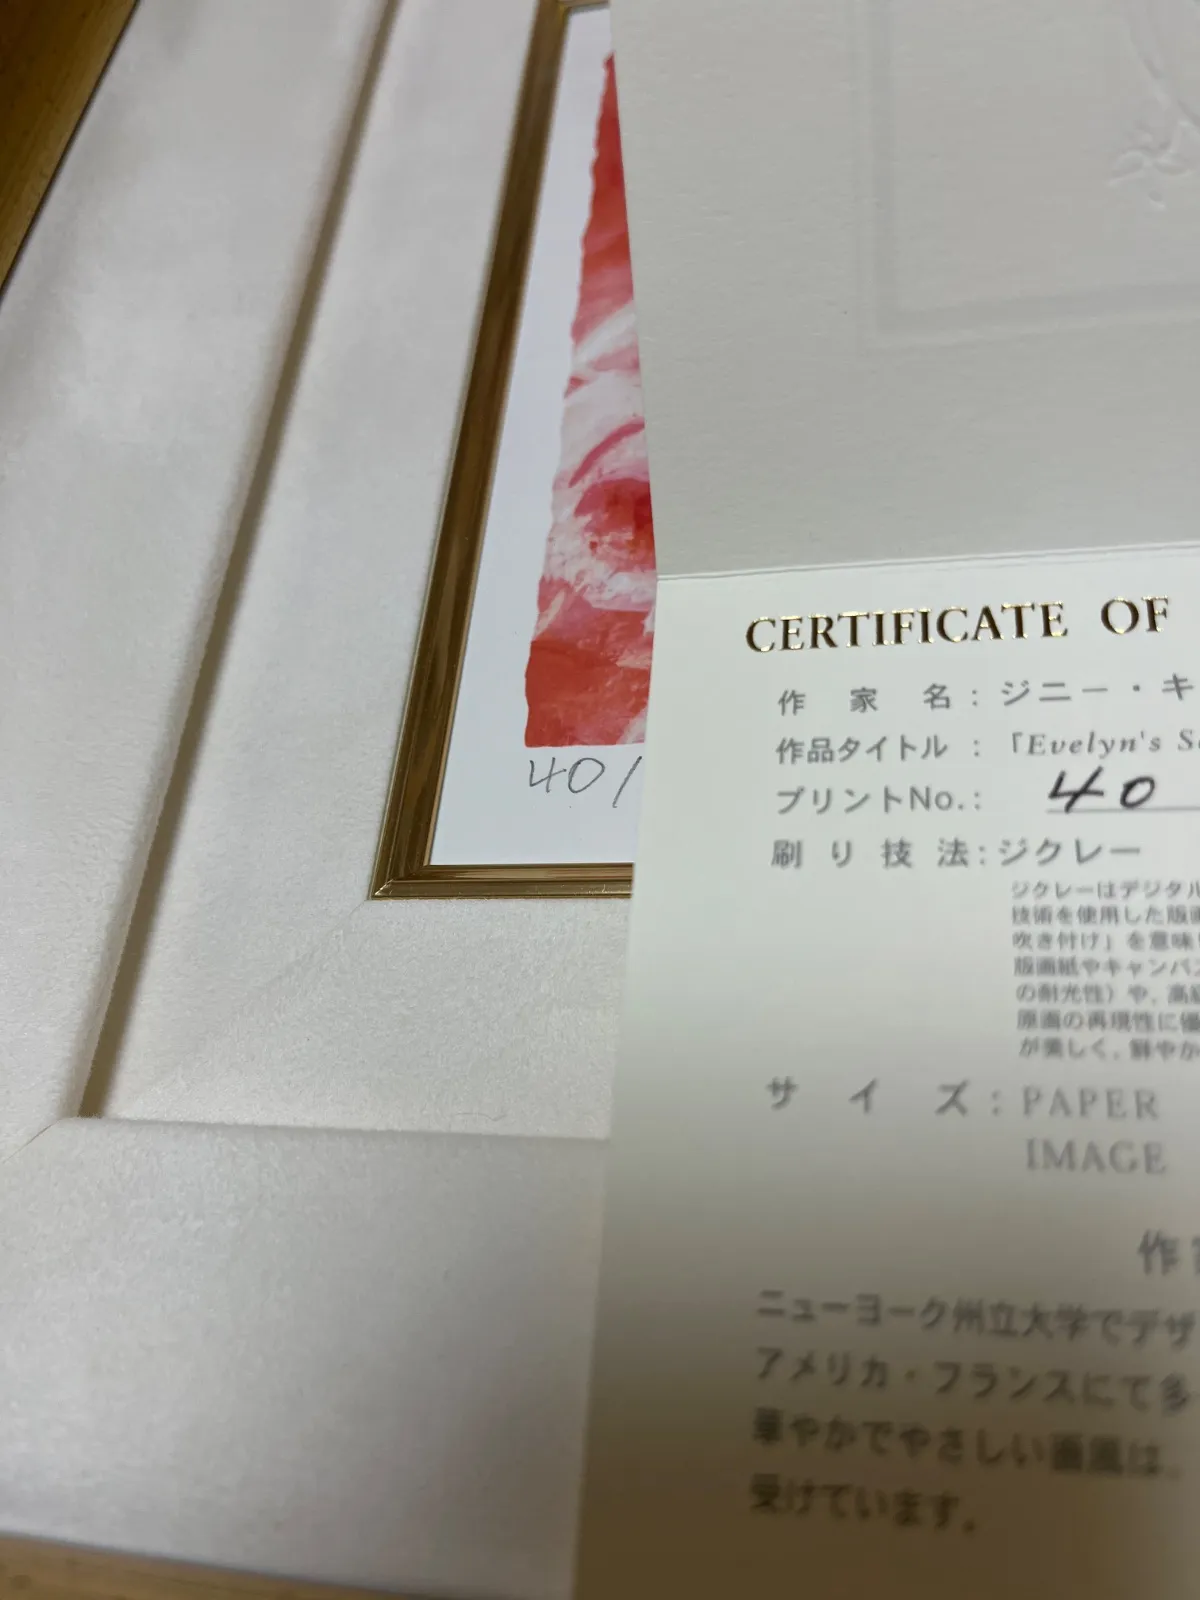 CERTIFICATE OF
作家名：ジニー・キ
作品タイトル：「Evelyn's S
プリントNo.： 40
40/
刷り技法：ジクレー
ジクレーはデジタル
技術を使用した版画
吹き付け」を意味し
版画紙やキャンバス
の耐光性）や、高級
原画の再現性に優
が美しく、鮮やか
サイズ：PAPER
IMAGE
作
ニューヨーク州立大学でデザ
アメリカ・フランスにて多
華やかでやさしい画風は、
受けています。